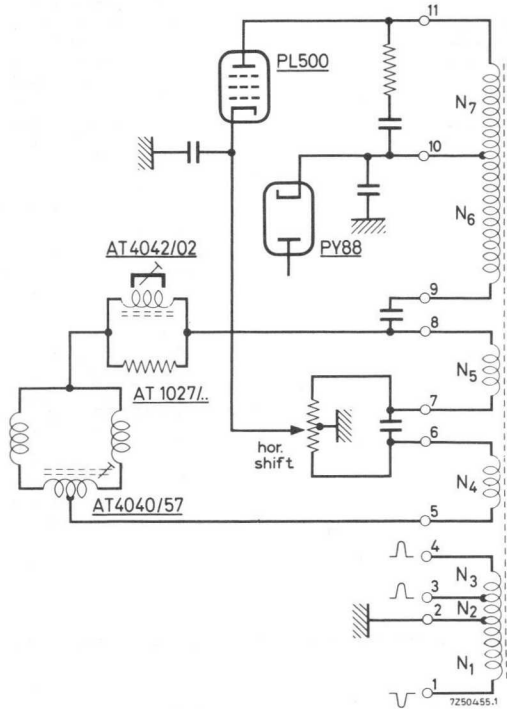 11
PL500
N7
10
N6
PY88
AT4042/02
9
8
AT 1027/..
N5
7
6
hor.
shift
N4
AT4040/57
5
4
N3
3
N2
2
N1
1
7Z50455.1